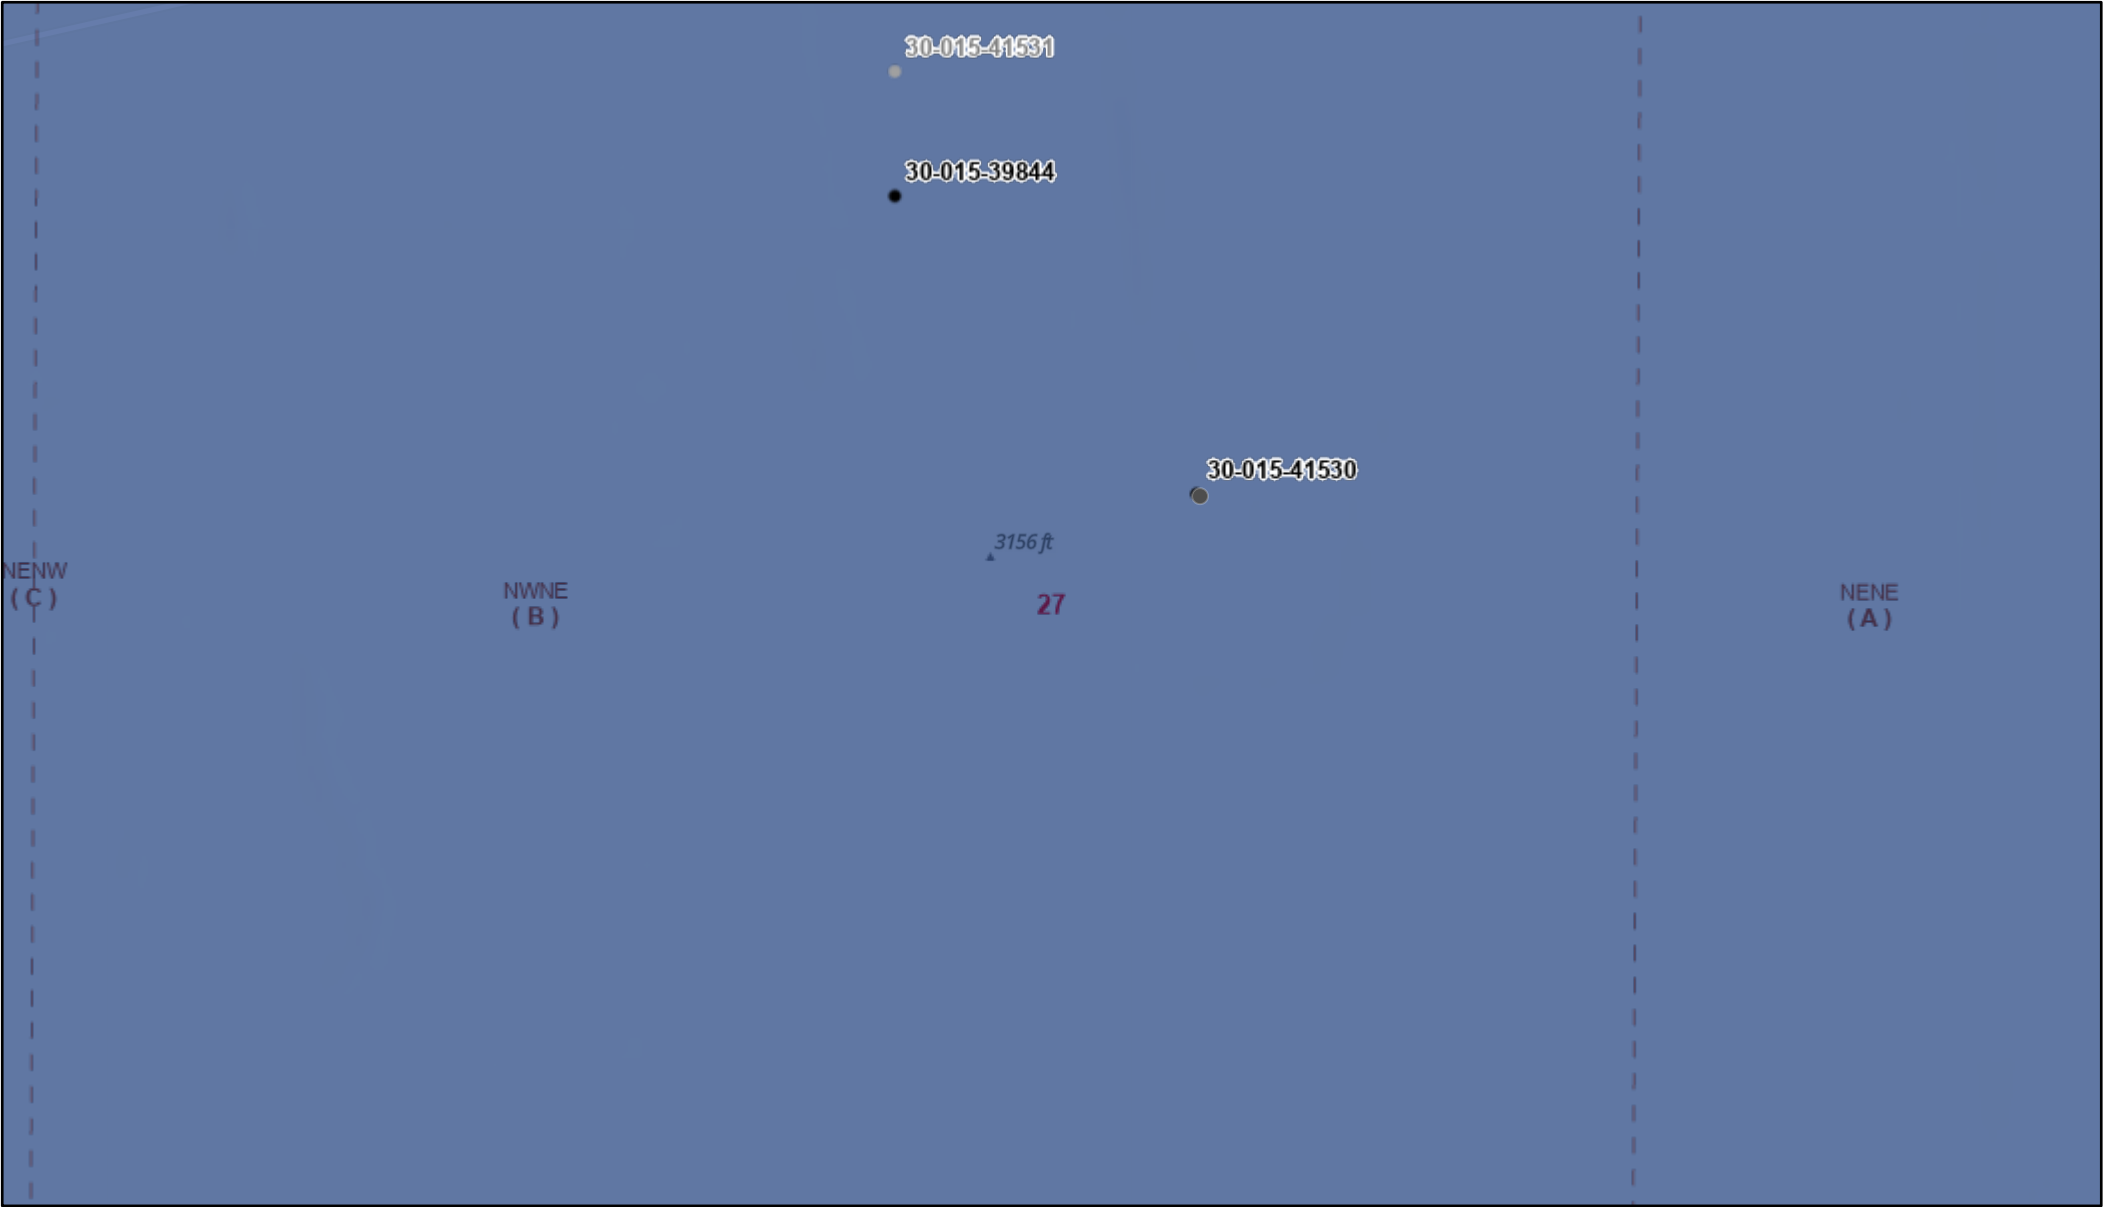 30-015-41531
30-015-39844
30-015-41530
3156 ft
NENW
( C )
NWNE
( B )
27
NENE
( A )